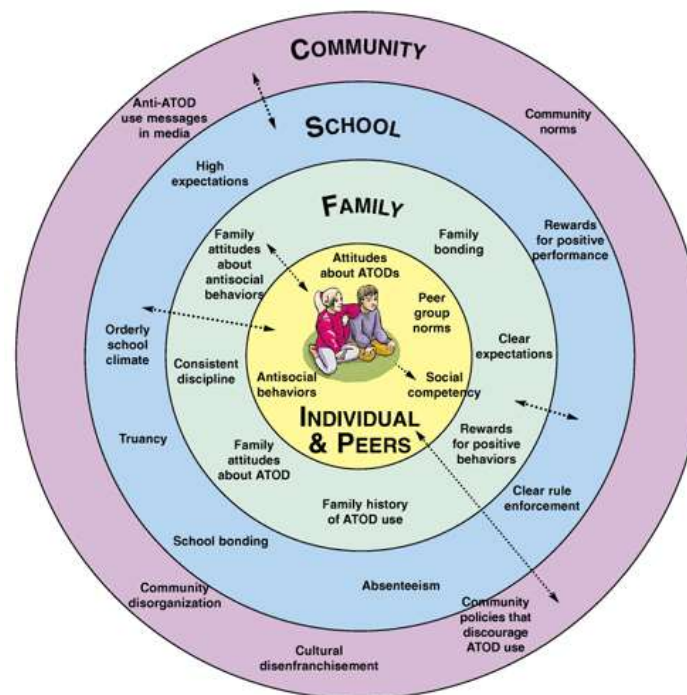 COMMUNITY
Anti-ATOD
use messages
in media
Community
norms
SCHOOL
High
expectations
Rewards
for positive
performance
FAMILY
Family
attitudes
about
antisocial
behaviors
Family
bonding
Attitudes
about ATODs
Peer
group
norms
Orderly
school
climate
Clear
expectations
Consistent
discipline
Antisocial
behaviors
Social
competency
INDIVIDUAL
& PEERS
Truancy
Rewards
for positive
behaviors
Family
attitudes
about ATOD
Clear rule
enforcement
Family history
of ATOD use
School bonding
Absenteeism
Community
disorganization
Community
policies that
discourage
ATOD use
Cultural
disenfranchisement